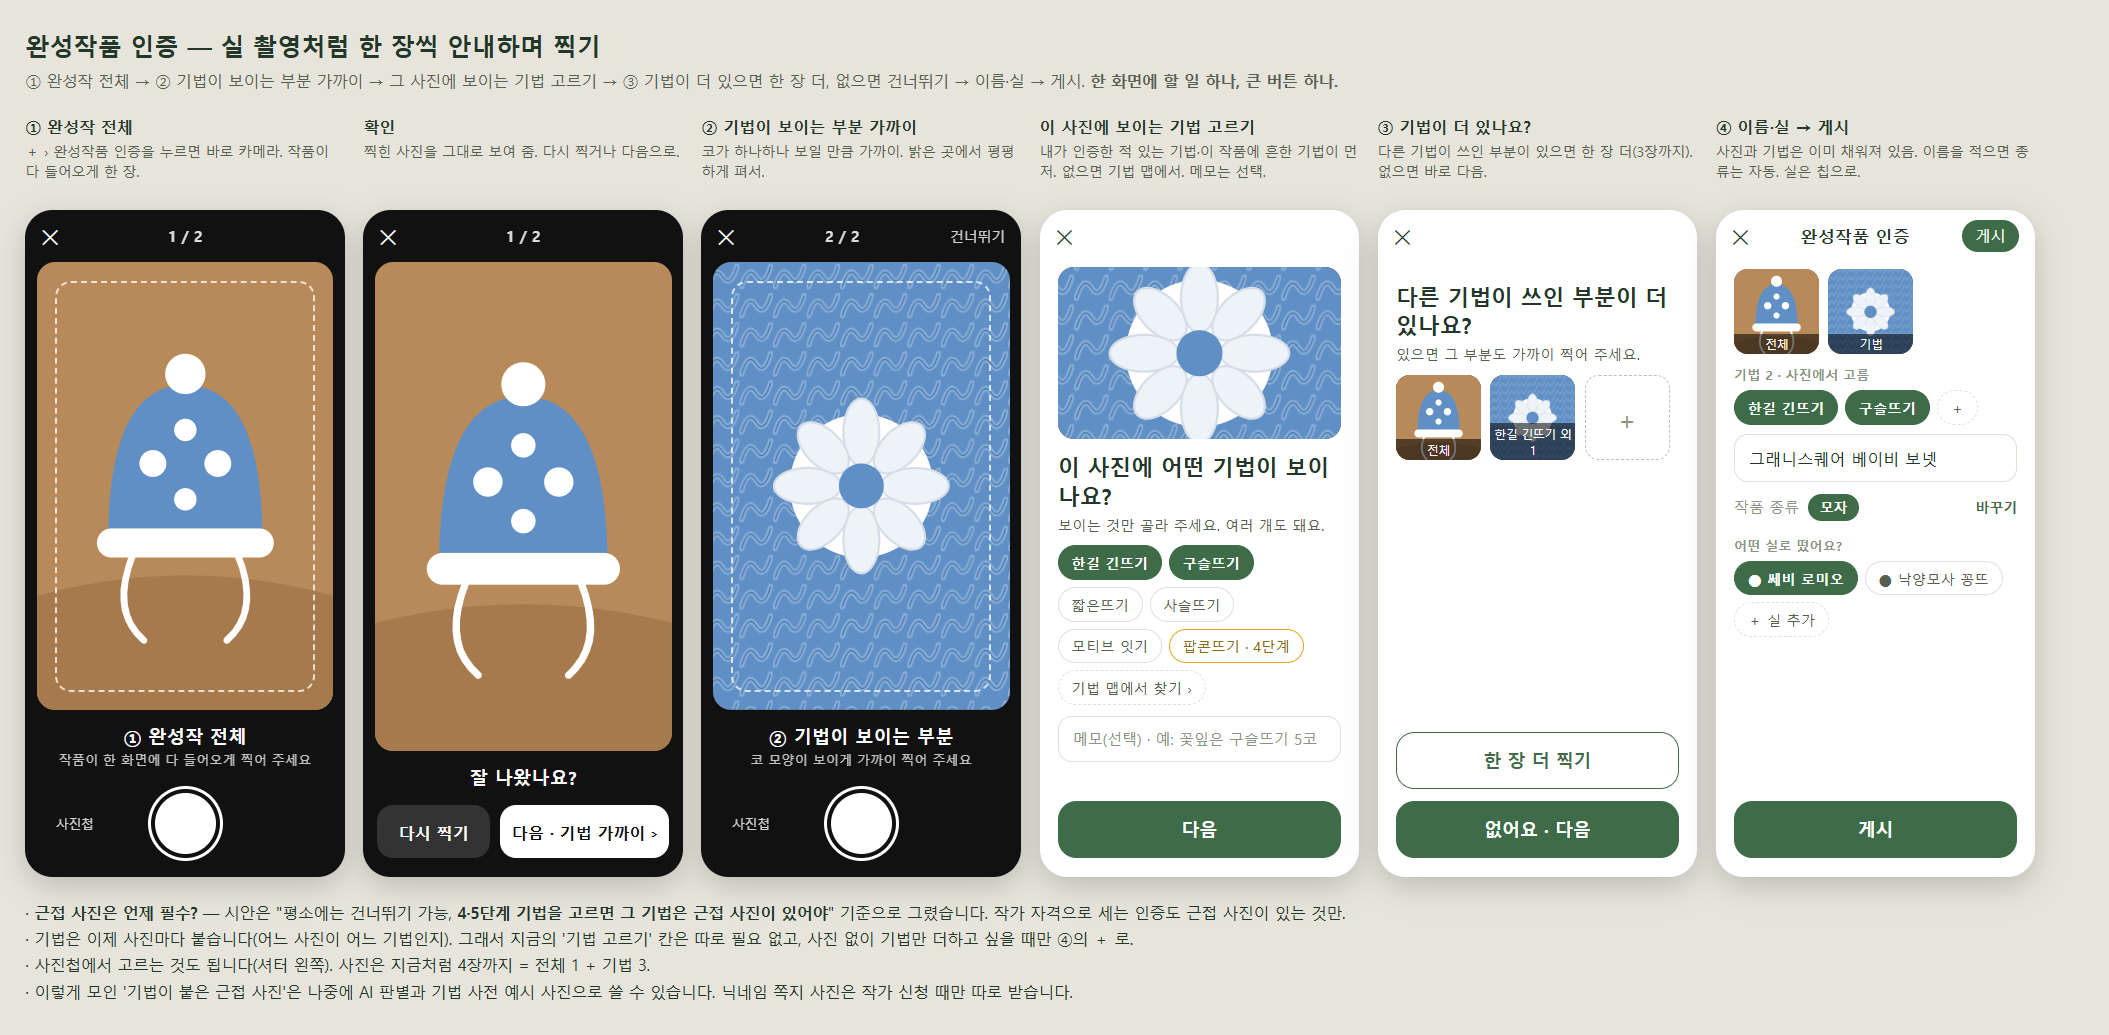 완성작품 인증 — 실 촬영처럼 한 장씩 안내하며 찍기
① 완성작 전체 → ② 기법이 보이는 부분 가까이 → 그 사진에 보이는 기법 고르기 → ③ 기법이 더 있으면 한 장 더, 없으면 건너뛰기 → 이름·실 → 게시. 한 화면에 할 일 하나, 큰 버튼 하나.
① 완성작 전체
+ › 완성작품 인증을 누르면 바로 카메라. 작품이
다 들어오게 한 장.
확인
찍힌 사진을 그대로 보여 줌. 다시 찍거나 다음으로.
② 기법이 보이는 부분 가까이
코가 하나하나 보일 만큼 가까이. 밝은 곳에서 평평
하게 펴서.
이 사진에 보이는 기법 고르기
내가 인증한 적 있는 기법·이 작품에 흔한 기법이 먼
저. 없으면 기법 맵에서. 메모는 선택.
③ 기법이 더 있나요?
다른 기법이 쓰인 부분이 있으면 한 장 더(3장까지).
없으면 바로 다음.
④ 이름·실 → 게시
사진과 기법은 이미 채워져 있음. 이름을 적으면 종
류는 자동. 실은 칩으로.
1 / 2
① 완성작 전체
작품이 한 화면에 다 들어오게 찍어 주세요
사진첩
1 / 2
잘 나왔나요?
다시 찍기
다음 · 기법 가까이 ›
2 / 2
건너뛰기
② 기법이 보이는 부분
코 모양이 보이게 가까이 찍어 주세요
사진첩
이 사진에 어떤 기법이 보이
나요?
보이는 것만 골라 주세요. 여러 개도 돼요.
한길 긴뜨기
구슬뜨기
짧은뜨기
사슬뜨기
모티브 잇기
팝콘뜨기 · 4단계
기법 맵에서 찾기 ›
메모(선택) · 예: 꽃잎은 구슬뜨기 5코
다음
다른 기법이 쓰인 부분이 더
있나요?
있으면 그 부분도 가까이 찍어 주세요.
전체
한길 긴뜨기 외
1
+
한 장 더 찍기
없어요 · 다음
완성작품 인증
게시
전체
기법
기법 2 · 사진에서 고름
한길 긴뜨기
구슬뜨기
+
그래니스퀘어 베이비 보넷
작품 종류
모자
바꾸기
어떤 실로 떴어요?
쎄비 로미오
낙양모사 꽁뜨
+ 실 추가
게시
· 근접 사진은 언제 필수? — 시안은 "평소에는 건너뛰기 가능, 4·5단계 기법을 고르면 그 기법은 근접 사진이 있어야" 기준으로 그렸습니다. 작가 자격으로 세는 인증도 근접 사진이 있는 것만.
· 기법은 이제 사진마다 붙습니다(어느 사진이 어느 기법인지). 그래서 지금의 '기법 고르기' 칸은 따로 필요 없고, 사진 없이 기법만 더하고 싶을 때만 ④의 + 로.
· 사진첩에서 고르는 것도 됩니다(셔터 왼쪽). 사진은 지금처럼 4장까지 = 전체 1 + 기법 3.
· 이렇게 모인 '기법이 붙은 근접 사진'은 나중에 AI 판별과 기법 사전 예시 사진으로 쓸 수 있습니다. 닉네임 쪽지 사진은 작가 신청 때만 따로 받습니다.